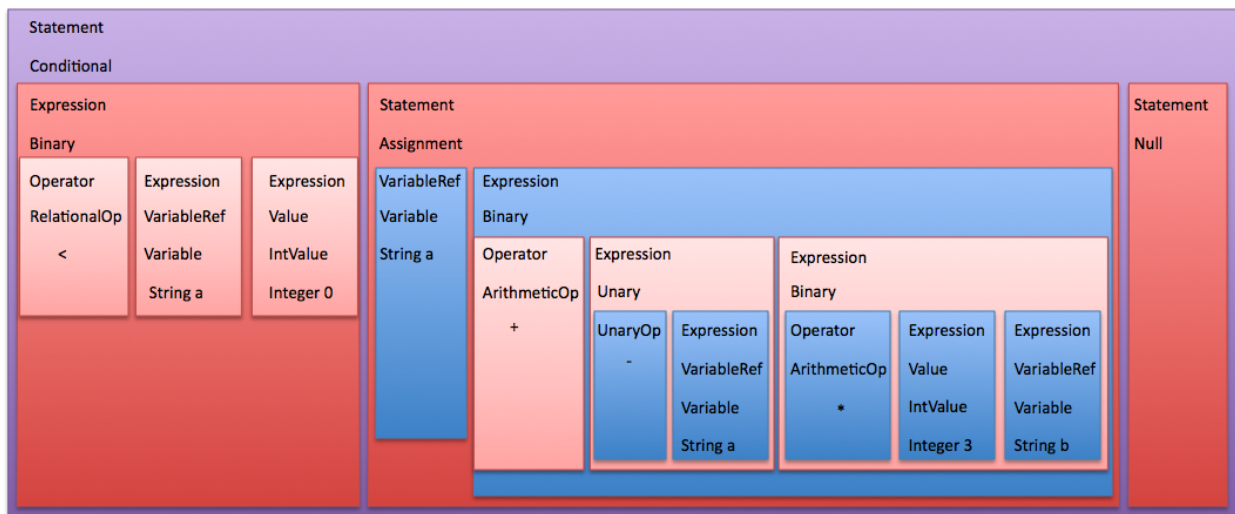 Statement
Conditional
Expression
Binary
Operator
RelationalOp
<
Expression
VariableRef
Variable
String a
Expression
Value
IntValue
Integer 0
Statement
Assignment
VariableRef
Variable
String a
Expression
Binary
Operator
ArithmeticOp
+
Expression
Unary
UnaryOp
-
Expression
VariableRef
Variable
String a
Expression
Binary
Operator
ArithmeticOp
*
Expression
Value
IntValue
Integer 3
Expression
VariableRef
Variable
String b
Statement
Null